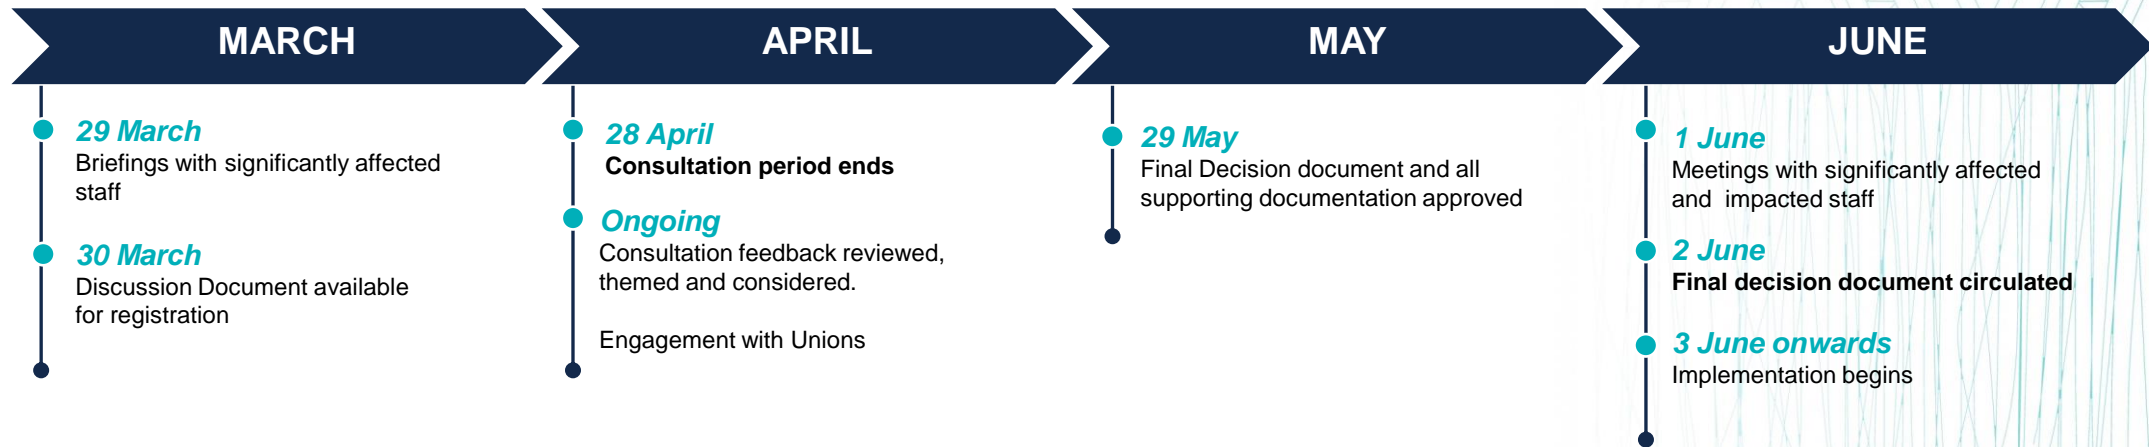 MARCH
29 March
Briefings with significantly affected
staff
30 March
Discussion Document available
for registration
APRIL
28 April
Consultation period ends
Ongoing
Consultation feedback reviewed,
themed and considered.
Engagement with Unions
MAY
29 May
Final Decision document and all
supporting documentation approved
JUNE
1 June
Meetings with significantly affected
and impacted staff
2 June
Final decision document circulated
3 June onwards
Implementation begins